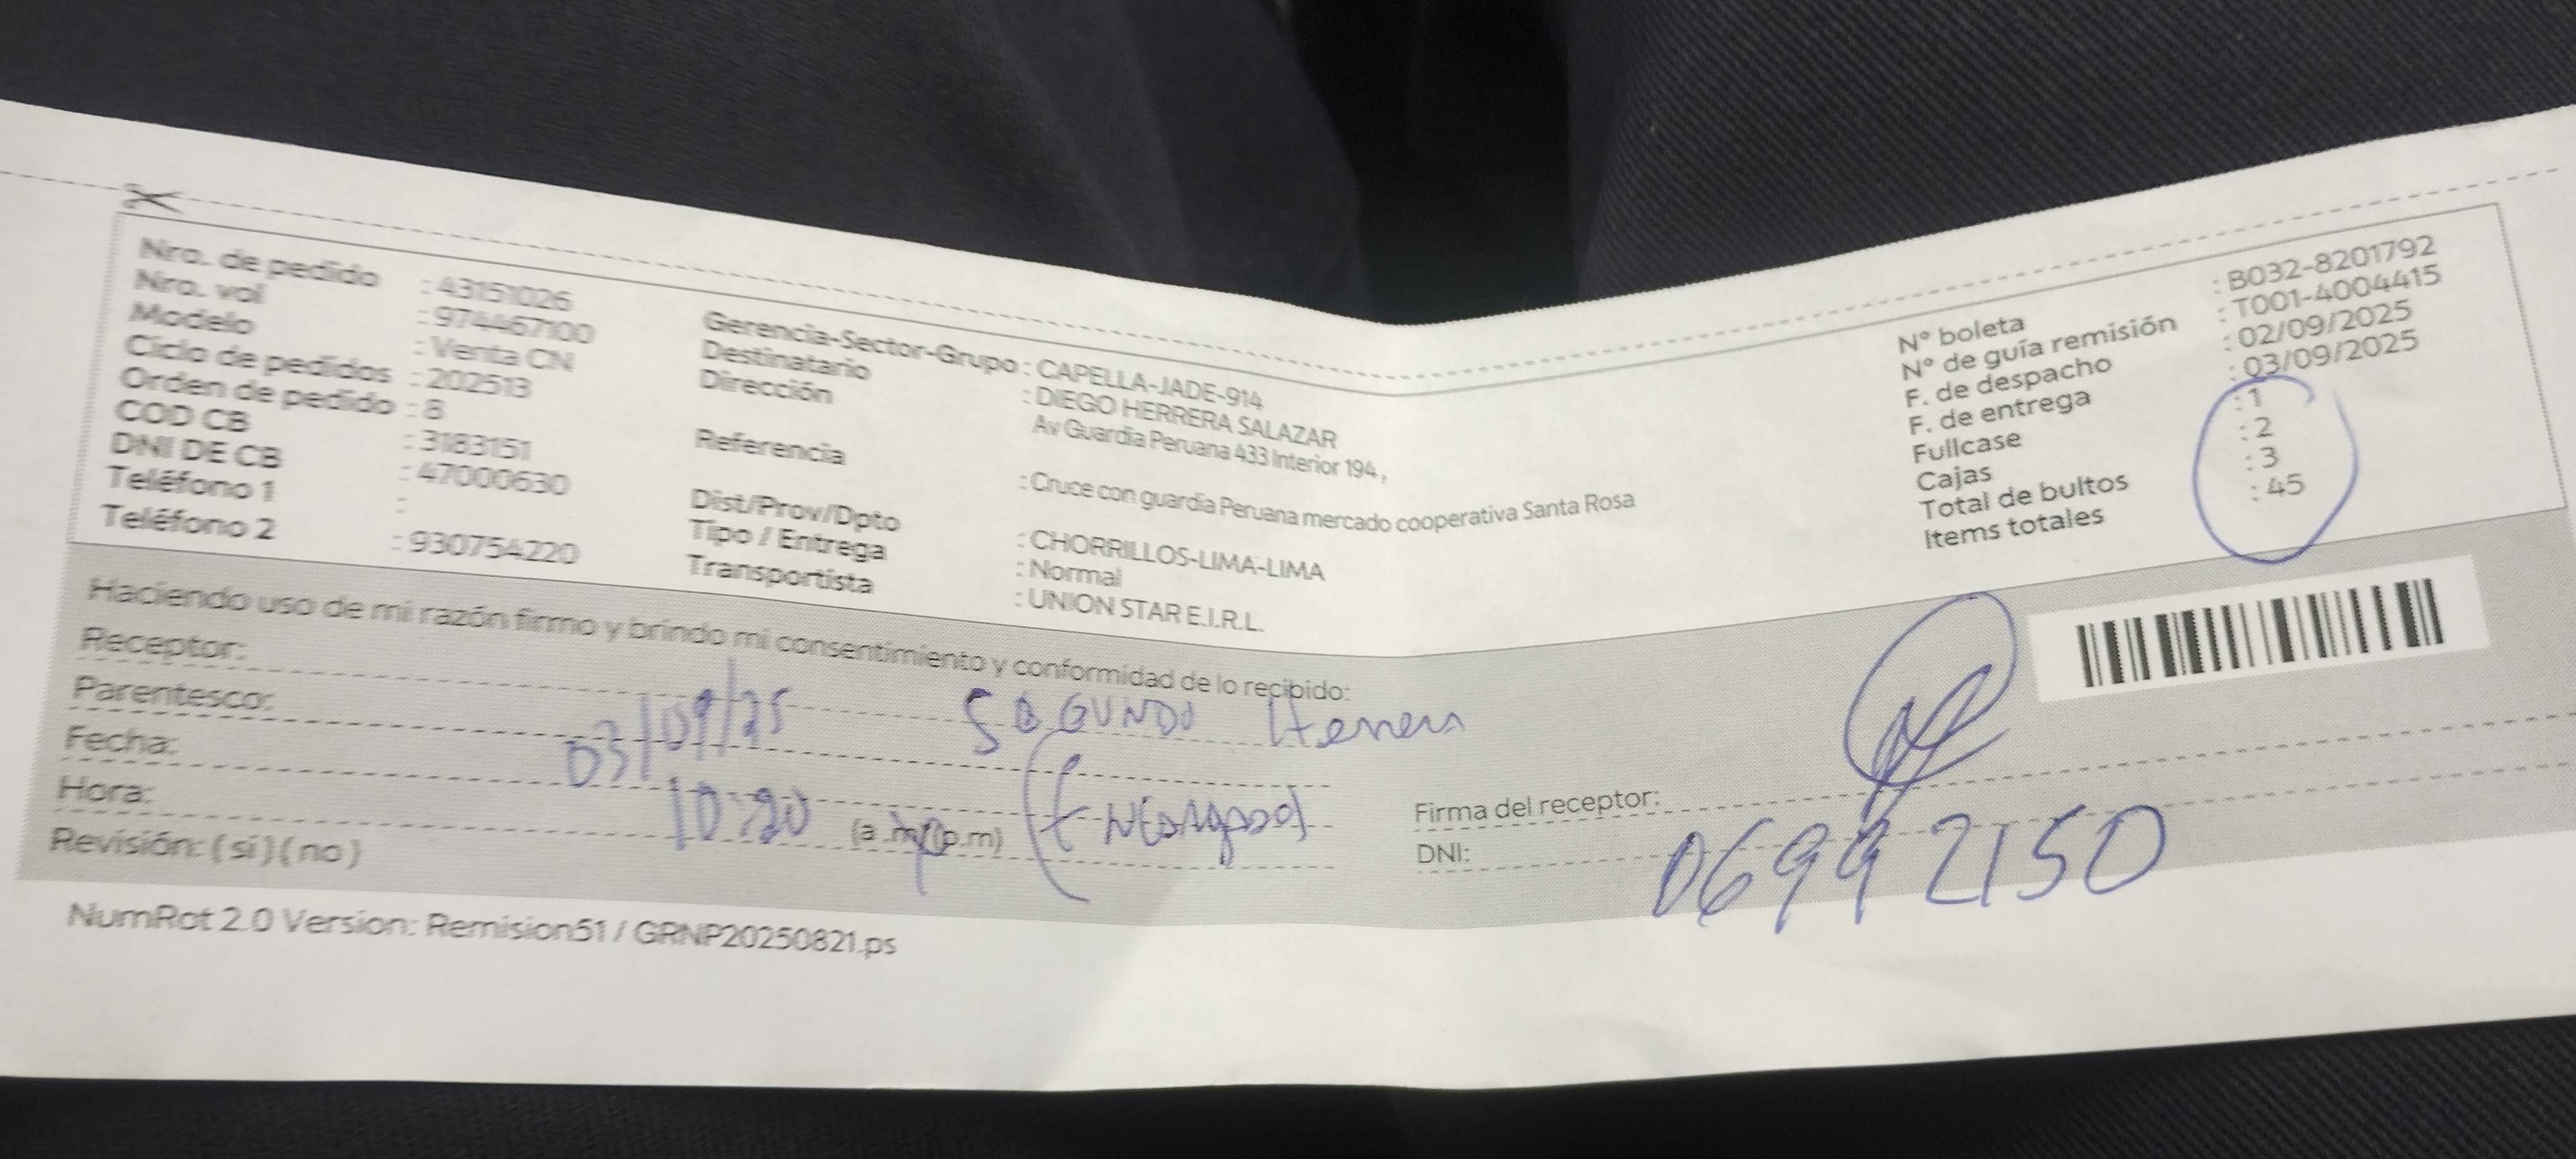 Nro. de pedido : 43151026
Nro. vol : 974467100
Modelo : Venta CN
Ciclo de pedidos : 202513
Orden de pedido : 8
COD CB : 3183151
DNI DE CB : 47000630
Teléfono 1 :
Teléfono 2 : 930754220
Gerencia-Sector-Grupo : CAPELLA-JADE-914
Destinatario : DIEGO HERRERA SALAZAR
Dirección Av Guardia Peruana 433 Interior 194 ,
Referencia : Cruce con guardia Peruana mercado cooperativa Santa Rosa
Dist/Prov/Dpto : CHORRILLOS-LIMA-LIMA
Tipo / Entrega : Normal
Transportista : UNION STAR E.I.R.L.
N° boleta : B032-8201792
N° de guía remisión : T001-4004415
F. de despacho : 02/09/2025
F. de entrega : 03/09/2025
Fullcase : 1
Cajas : 2
Total de bultos : 3
Items totales : 45
Haciendo uso de mi razón firmo y brindo mi consentimiento y conformidad de lo recibido:
Receptor: SEGUNDO Herrera
Parentesco: (Encargado)
Fecha: 03/09/25
Hora: 10:20 (a.m/(p.m)
Revisión: ( si ) ( no )
Firma del receptor:
DNI: 06992150
NumRot 2.0 Version: Remision51 / GRNP20250821.ps